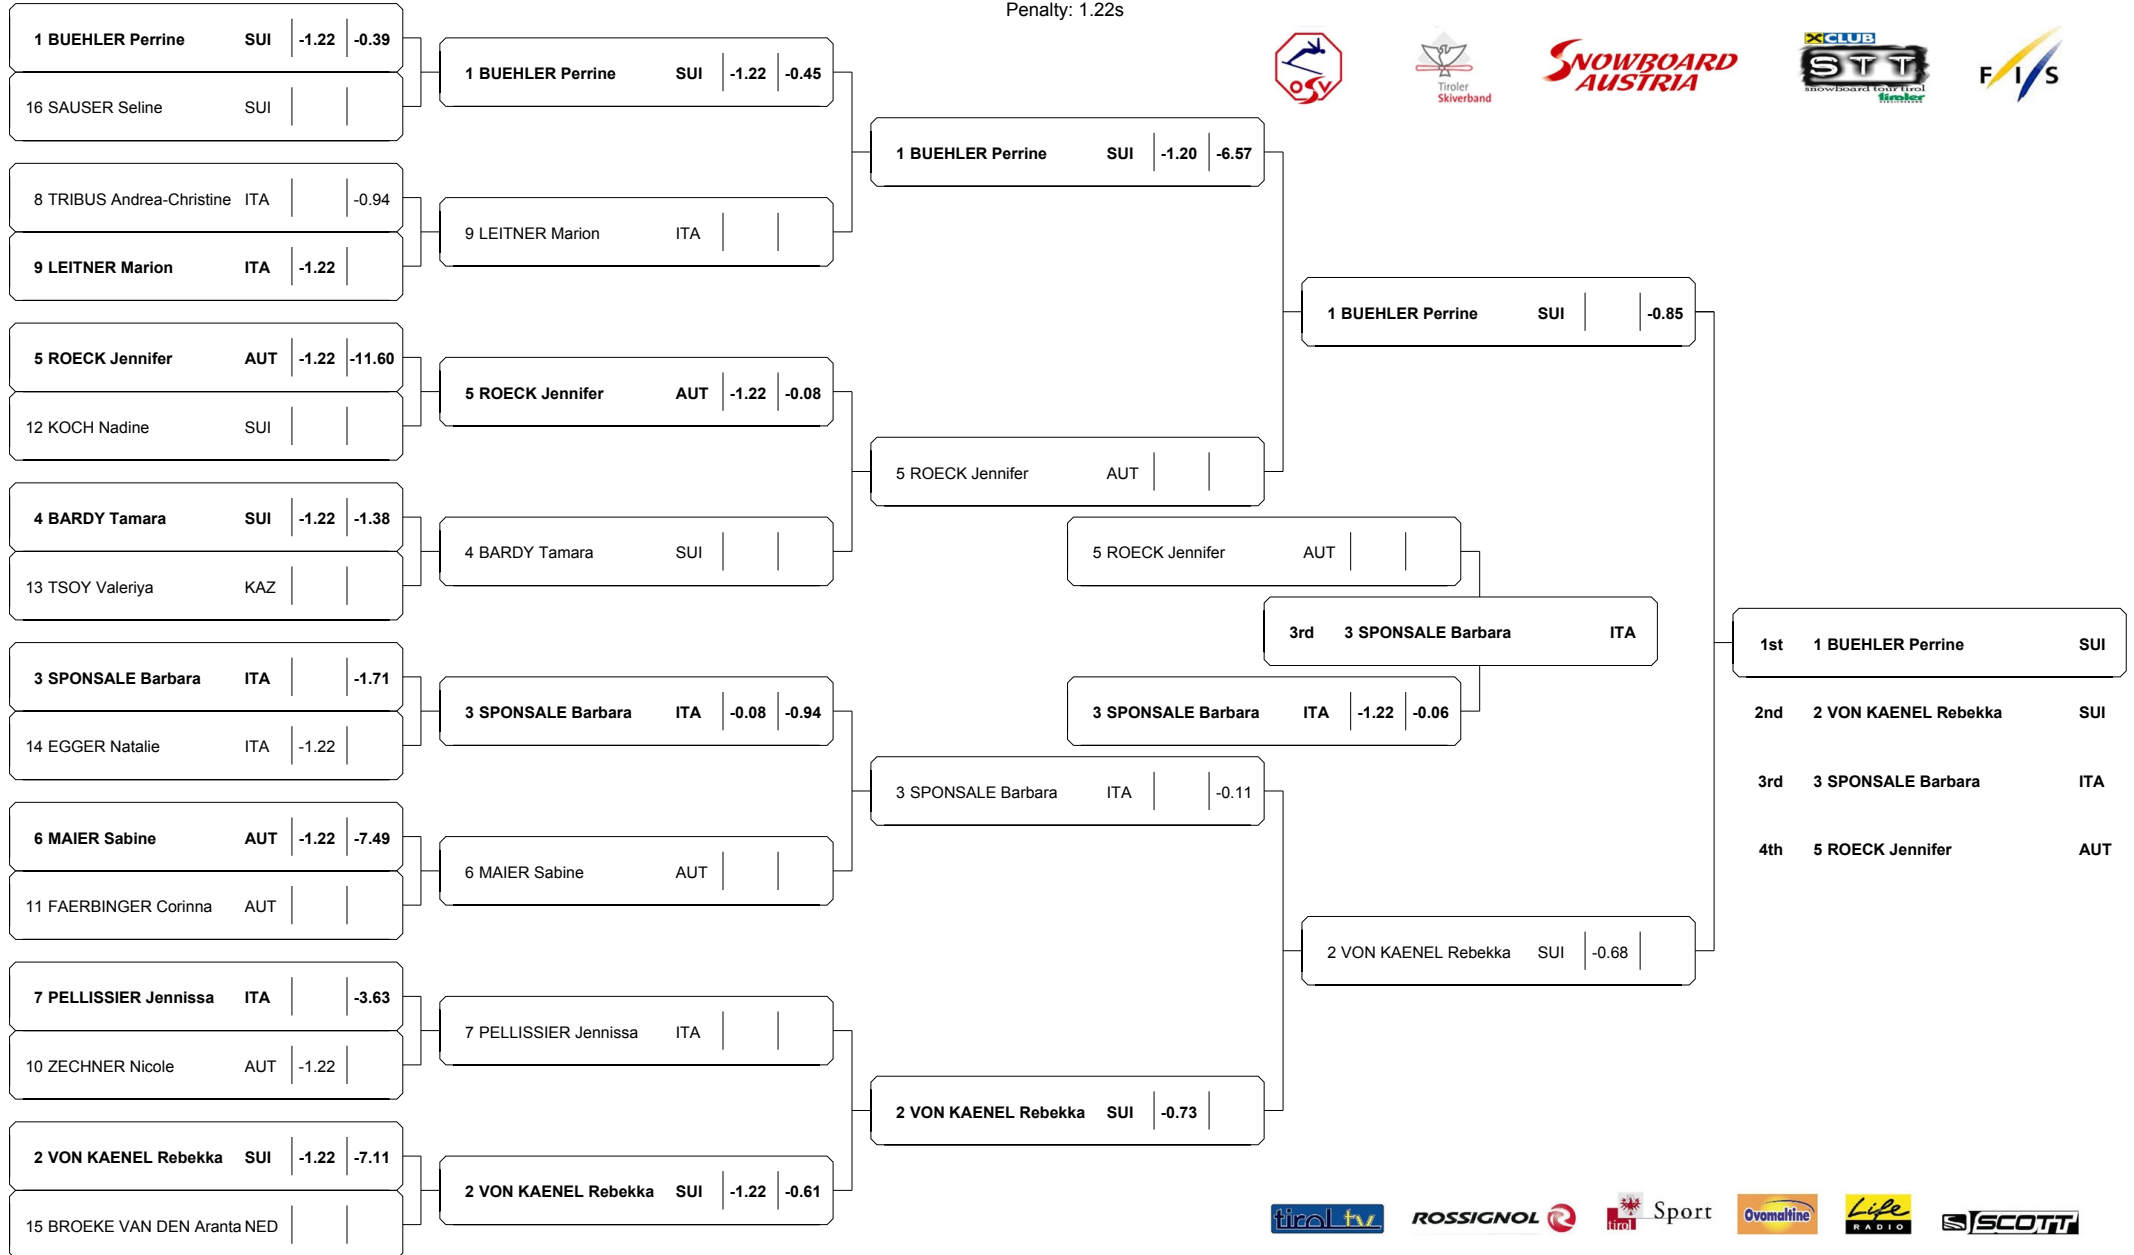 Penalty: 1.22s
ÖSV
Tiroler
Skiverband
SNOWBOARD
AUSTRIA
X CLUB
STT
snowboard tour tirol
tiroler
F I S
1 BUEHLER Perrine SUI -1.22 -0.39
16 SAUSER Seline SUI
8 TRIBUS Andrea-Christine ITA -0.94
9 LEITNER Marion ITA -1.22
5 ROECK Jennifer AUT -1.22 -11.60
12 KOCH Nadine SUI
4 BARDY Tamara SUI -1.22 -1.38
13 TSOY Valeriya KAZ
3 SPONSALE Barbara ITA -1.71
14 EGGER Natalie ITA -1.22
6 MAIER Sabine AUT -1.22 -7.49
11 FAERBINGER Corinna AUT
7 PELLISSIER Jennissa ITA -3.63
10 ZECHNER Nicole AUT -1.22
2 VON KAENEL Rebekka SUI -1.22 -7.11
15 BROEKE VAN DEN Aranta NED
1 BUEHLER Perrine SUI -1.22 -0.45
9 LEITNER Marion ITA
5 ROECK Jennifer AUT -1.22 -0.08
4 BARDY Tamara SUI
3 SPONSALE Barbara ITA -0.08 -0.94
6 MAIER Sabine AUT
7 PELLISSIER Jennissa ITA
2 VON KAENEL Rebekka SUI -1.22 -0.61
1 BUEHLER Perrine SUI -1.20 -6.57
5 ROECK Jennifer AUT
3 SPONSALE Barbara ITA -0.11
2 VON KAENEL Rebekka SUI -0.73
5 ROECK Jennifer AUT
3rd 3 SPONSALE Barbara ITA
3 SPONSALE Barbara ITA -1.22 -0.06
1 BUEHLER Perrine SUI -0.85
2 VON KAENEL Rebekka SUI -0.68
1st 1 BUEHLER Perrine SUI
2nd 2 VON KAENEL Rebekka SUI
3rd 3 SPONSALE Barbara ITA
4th 5 ROECK Jennifer AUT
tirol tv
ROSSIGNOL
tirol Sport
Ovomaltine
Life
RADIO
SCOTT